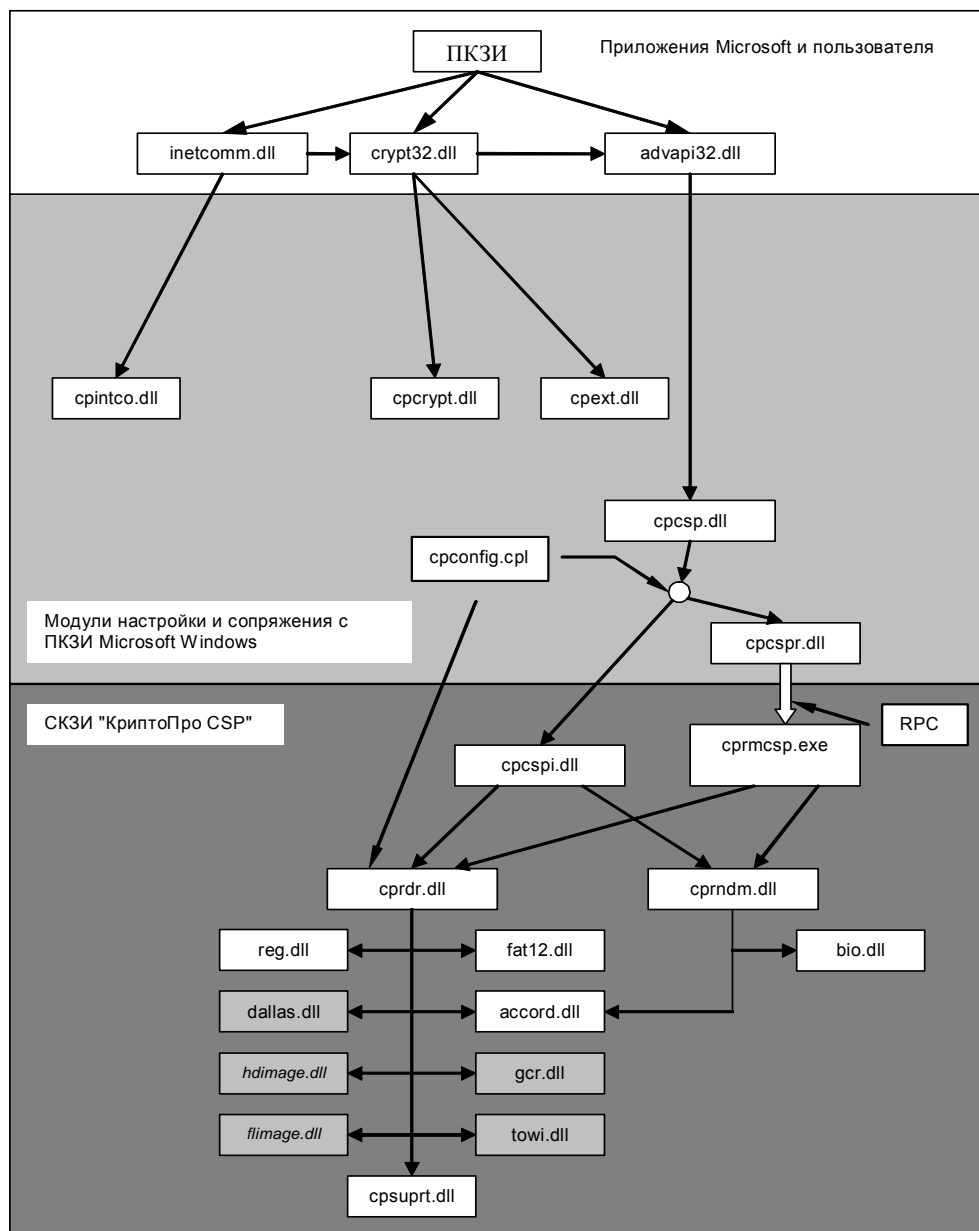 ПКЗИ
Приложения Microsoft и пользователя
inetcomm.dll
crypt32.dll
advapi32.dll
cpintco.dll
cpcrypt.dll
cpext.dll
cpcsp.dll
cpconfig.cpl
Модули настройки и сопряжения с
ПКЗИ Microsoft Windows
cpcspr.dll
СКЗИ "КриптоПро CSP"
RPC
cpcspi.dll
cprmcsp.exe
cprdr.dll
cprndm.dll
reg.dll
fat12.dll
bio.dll
dallas.dll
accord.dll
hdimage.dll
gcr.dll
flimage.dll
towi.dll
cpsuprt.dll